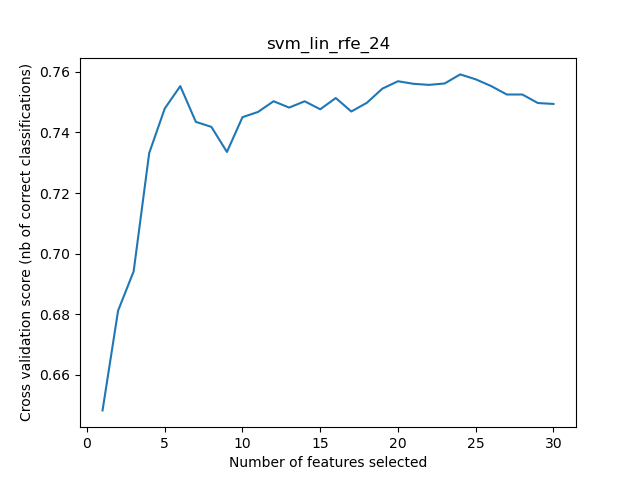 svm_lin_rfe_24
Cross validation score (nb of correct classifications)
0.76
0.74
0.72
0.70
0.68
0.66
0 5 10 15 20 25 30
Number of features selected